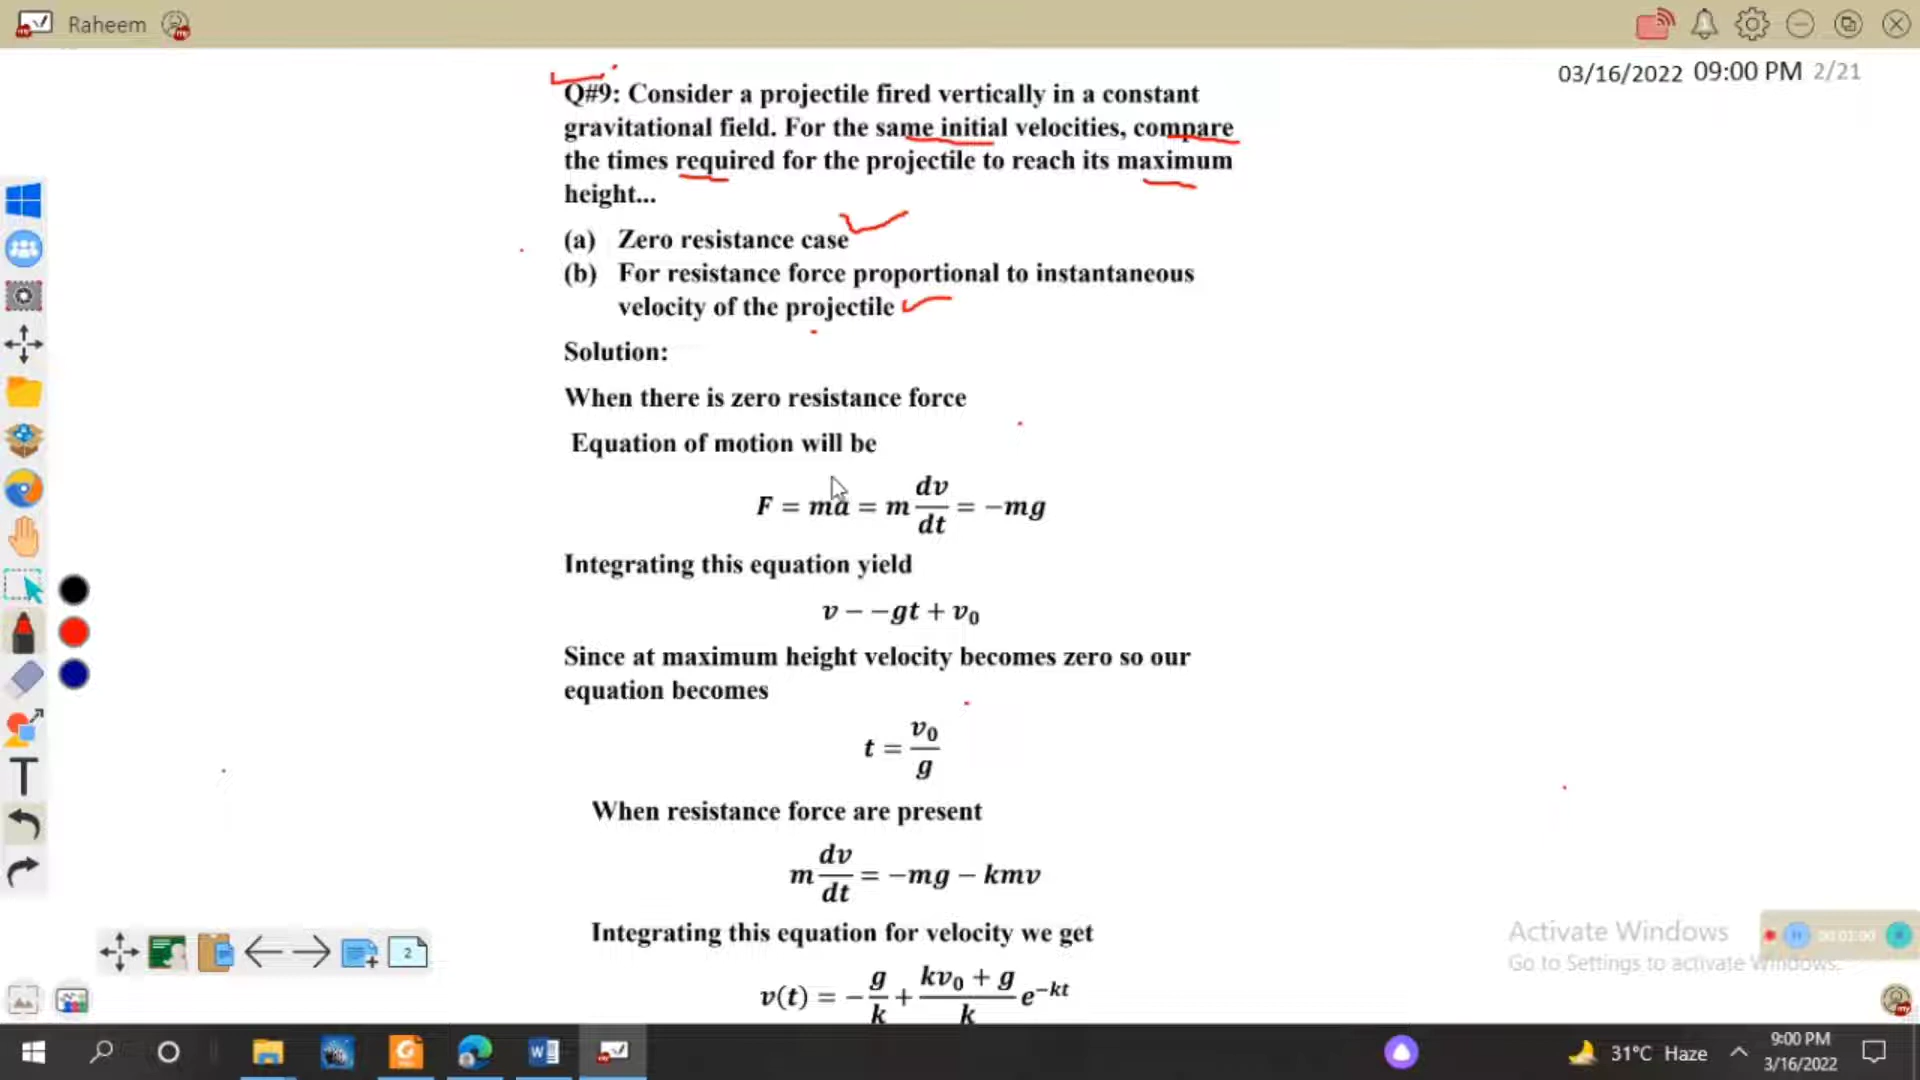 Raheem
03/16/2022 09:00 PM 2/21
Q#9: Consider a projectile fired vertically in a constant
gravitational field. For the same initial velocities, compare
the times required for the projectile to reach its maximum
height...
(a) Zero resistance case
(b) For resistance force proportional to instantaneous
velocity of the projectile
Solution:
When there is zero resistance force
Equation of motion will be
F = ma = m dv/dt = −mg
Integrating this equation yield
v − −gt + v₀
Since at maximum height velocity becomes zero so our
equation becomes
t = v₀/g
When resistance force are present
m dv/dt = −mg − kmv
Integrating this equation for velocity we get
v(t) = − g/k + (kv₀ + g)/k e^−kt
T
2
Activate Windows
Go to Settings to activate Windows.
00:01:00
31°C Haze
9:00 PM
3/16/2022